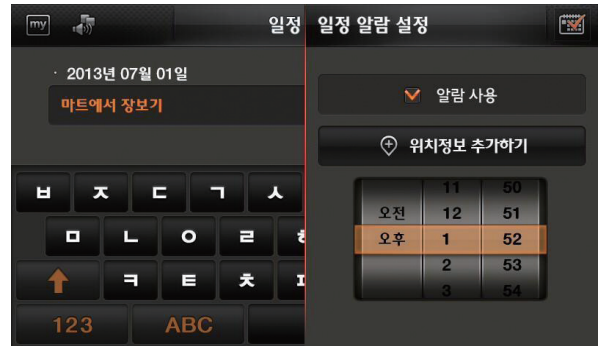 my
일정
· 2013년 07월 01일
마트에서 장보기
ㅂ ㅈ ㄷ ㄱ ㅅ
ㅁ ㄴ ㅇ ㄹ
ㅋ ㅌ ㅊ
123 ABC
일정 알람 설정
알람 사용
위치정보 추가하기
11 50
오전 12 51
오후 1 52
2 53
3 54